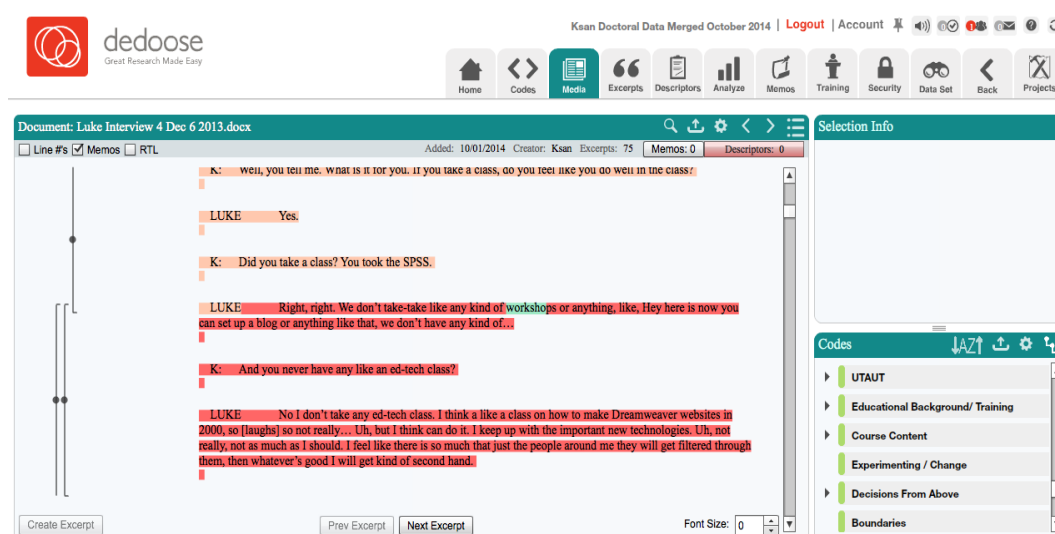 Ksan Doctoral Data Merged October 2014 | Logout | Account
dedoose
Great Research Made Easy
Home Codes Media Excerpts Descriptors Analyze Memos Training Security Data Set Back Projects
Document: Luke Interview 4 Dec 6 2013.docx
Selection Info
Line #'s Memos RTL Added: 10/01/2014 Creator: Ksan Excerpts: 75 Memos: 0 Descriptors: 0
K: Well, you tell me. What is it for you. If you take a class, do you feel like you do well in the class?
LUKE Yes.
K: Did you take a class? You took the SPSS.
LUKE Right, right. We don't take-take like any kind of workshops or anything, like, Hey here is now you
can set up a blog or anything like that, we don't have any kind of…
K: And you never have any like an ed-tech class?
LUKE No I don't take any ed-tech class. I think a like a class on how to make Dreamweaver websites in
2000, so [laughs] so not really… Uh, but I think can do it. I keep up with the important new technologies. Uh, not
really, not as much as I should. I feel like there is so much that just the people around me they will get filtered through
them, then whatever's good I will get kind of second hand.
Create Excerpt Prev Excerpt Next Excerpt Font Size: 0
Codes AZ
UTAUT
Educational Background/ Training
Course Content
Experimenting / Change
Decisions From Above
Boundaries